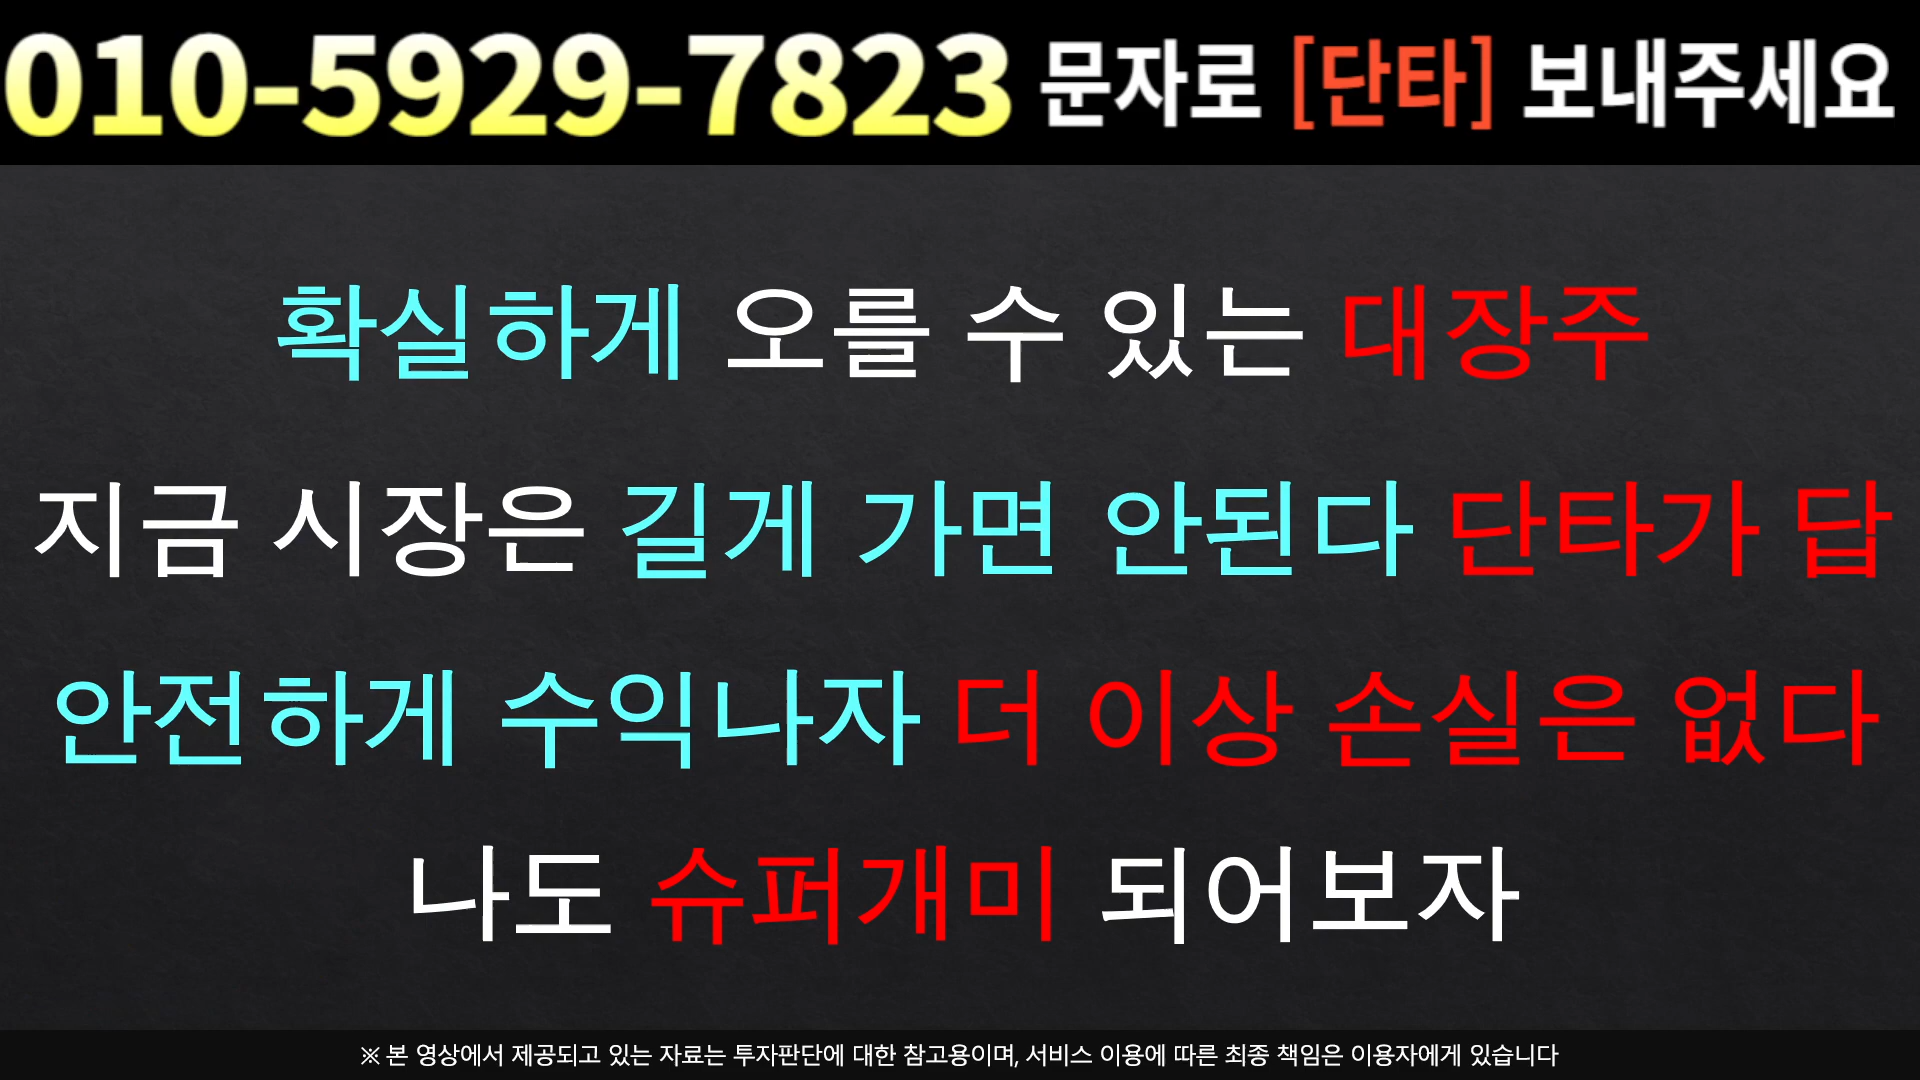 010-5929-7823 문자로 [단타] 보내주세요
확실하게 오를 수 있는 대장주
지금 시장은 길게 가면 안된다 단타가 답
안전하게 수익나자 더 이상 손실은 없다
나도 슈퍼개미 되어보자
※ 본 영상에서 제공되고 있는 자료는 투자판단에 대한 참고용이며, 서비스 이용에 따른 최종 책임은 이용자에게 있습니다